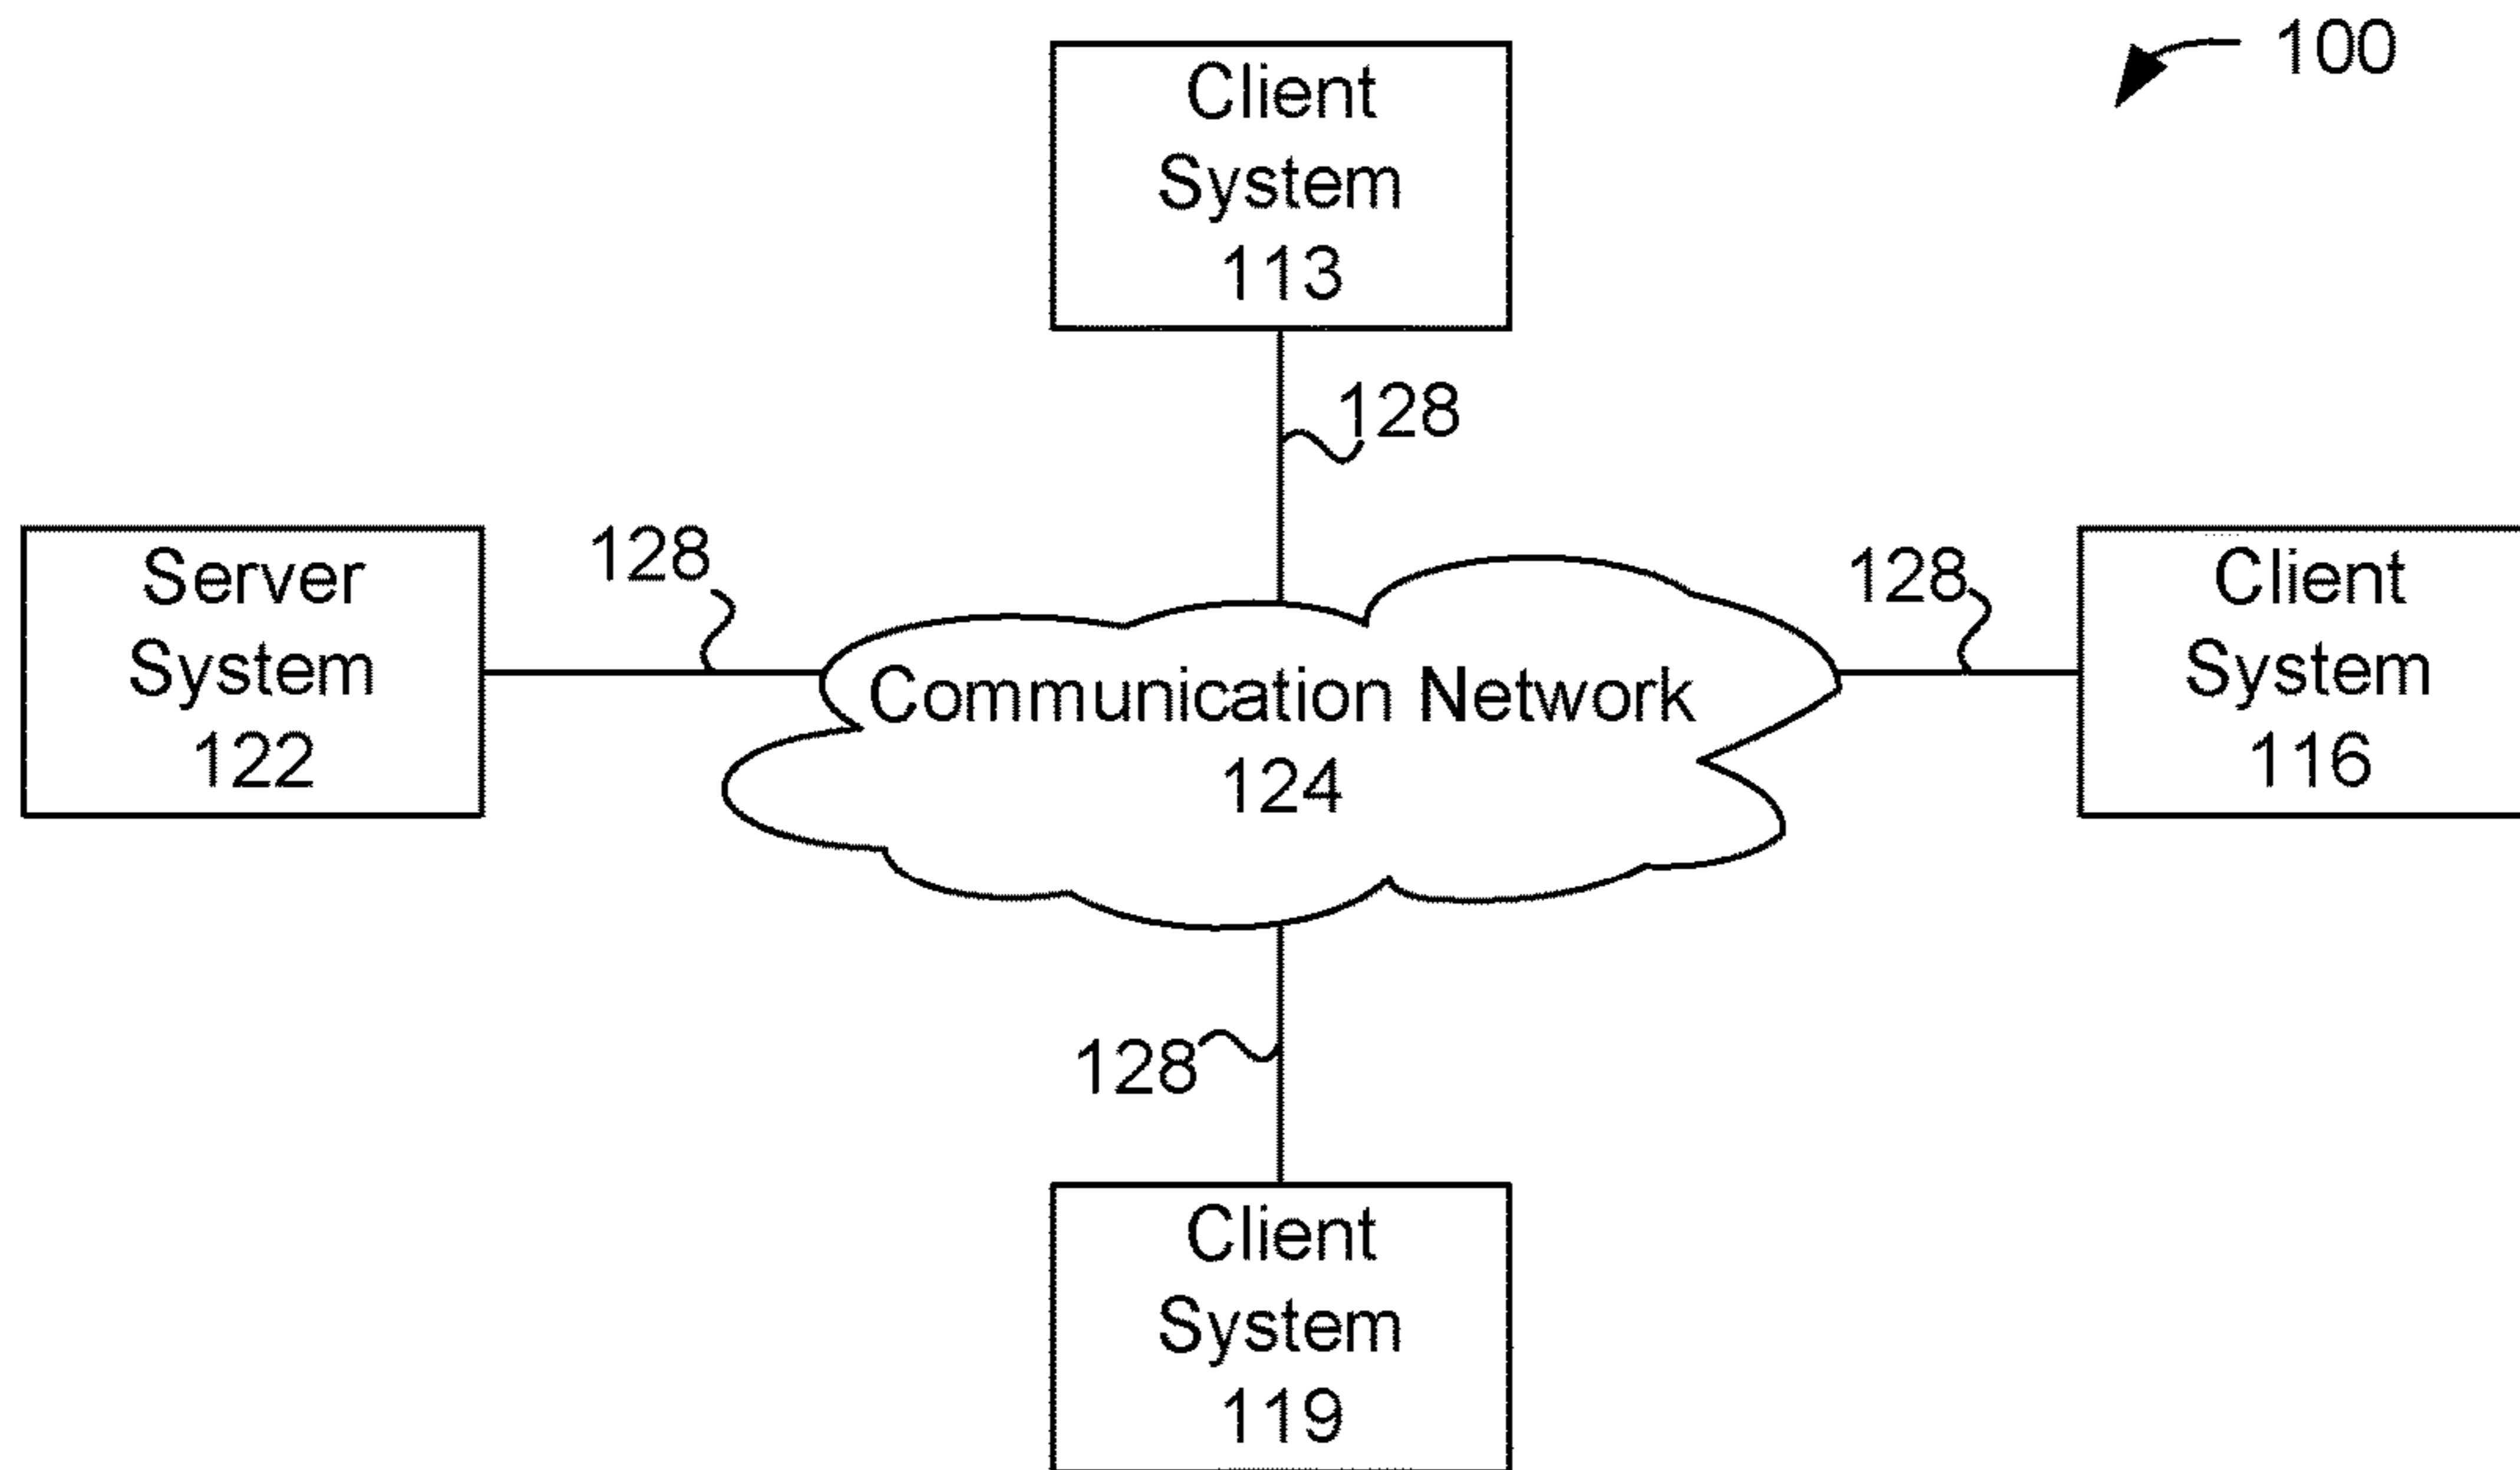 100
Client
System
113
128
Server
System
122
128
128
Client
System
116
Communication Network
124
128
Client
System
119